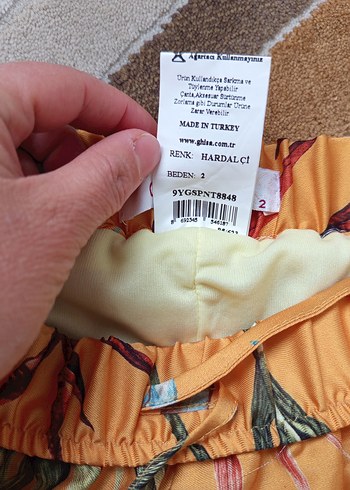 Ağartıcı Kullanmayınız
Ürün Kullandıkça Sarkma ve
Tüylenme Yapabilir
Çanta,Aksesuar Sürtünme
Zorlama gibi Durumlar Ürüne
Zarar Verebilir
MADE IN TURKEY
www.ghisa.com.tr
RENK: HARDAL Çİ
BEDEN: 2
9YGSPNT8848
2